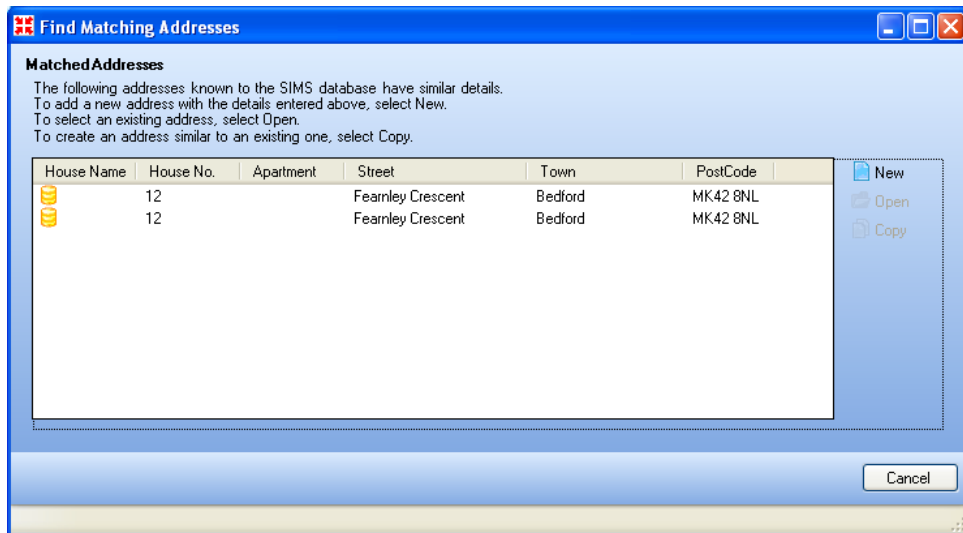 Find Matching Addresses
Matched Addresses
The following addresses known to the SIMS database have similar details.
To add a new address with the details entered above, select New.
To select an existing address, select Open.
To create an address similar to an existing one, select Copy.
House Name House No. Apartment Street Town PostCode
12 Fearnley Crescent Bedford MK42 8NL
12 Fearnley Crescent Bedford MK42 8NL
New
Open
Copy
Cancel